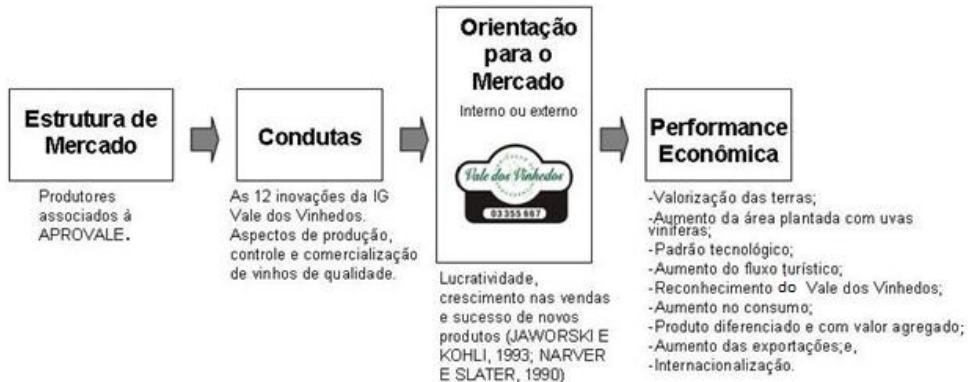 Estrutura de
Mercado
Produtores
associados à
APROVALE.
Condutas
As 12 inovações da IG
Vale dos Vinhedos.
Aspectos de produção,
controle e comercialização
de vinhos de qualidade.
Orientação
para o
Mercado
Interno ou externo
Vale dos Vinhedos
03355667
Lucratividade,
crescimento nas vendas
e sucesso de novos
produtos (JAWORSKI E
KOHLI, 1993; NARVER
E SLATER, 1990)
Performance
Econômica
-Valorização das terras;
-Aumento da área plantada com uvas
viníferas;
-Padrão tecnológico;
-Aumento do fluxo turístico;
-Reconhecimento do Vale dos Vinhedos;
-Aumento no consumo;
-Produto diferenciado e com valor agregado;
-Aumento das exportações;e,
-Internacionalização.